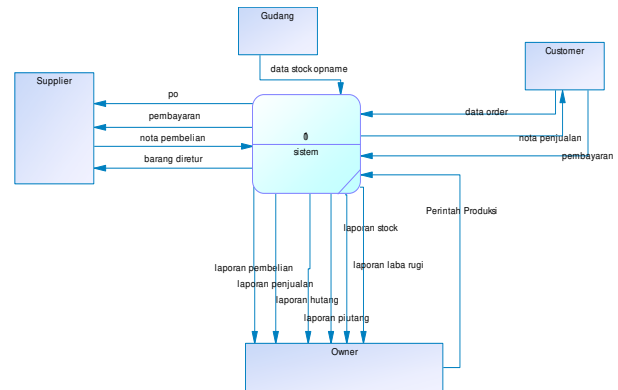 Gudang
data stock opname
Customer
Supplier
po
pembayaran
nota pembelian
barang diretur
sistem
data order
nota penjualan
pembayaran
Perintah Produksi
laporan stock
laporan pembelian
laporan laba rugi
laporan penjualan
laporan hutang
laporan piutang
Owner